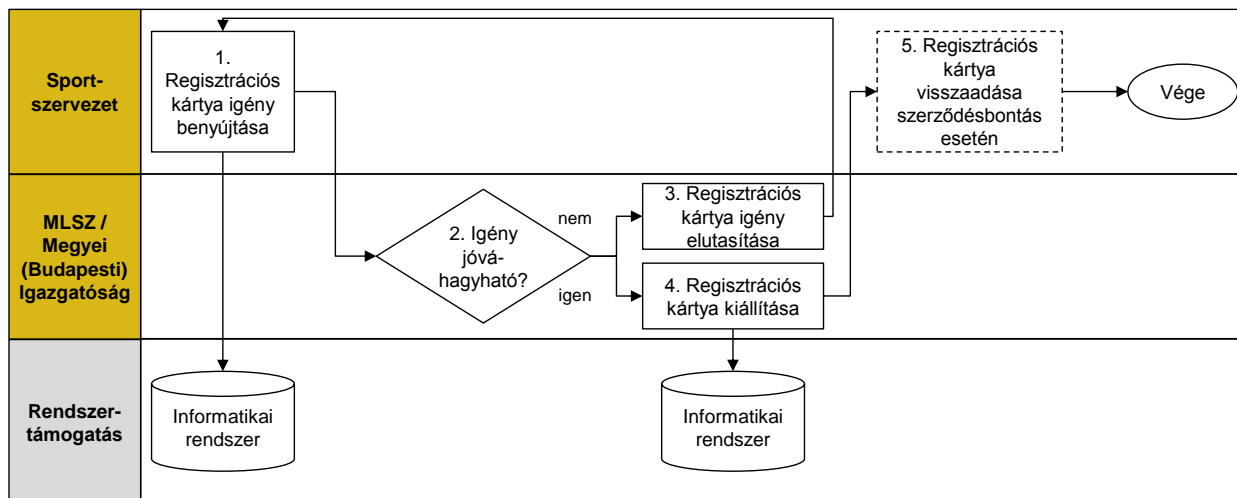 Sport-
szervezet
1.
Regisztrációs
kártya igény
benyújtása
5. Regisztrációs
kártya
visszaadása
szerződésbontás
esetén
Vége
MLSZ /
Megyei
(Budapesti)
Igazgatóság
2. Igény
jóvá-
hagyható?
nem
igen
3. Regisztrációs
kártya igény
elutasítása
4. Regisztrációs
kártya kiállítása
Rendszer-
támogatás
Informatikai
rendszer
Informatikai
rendszer